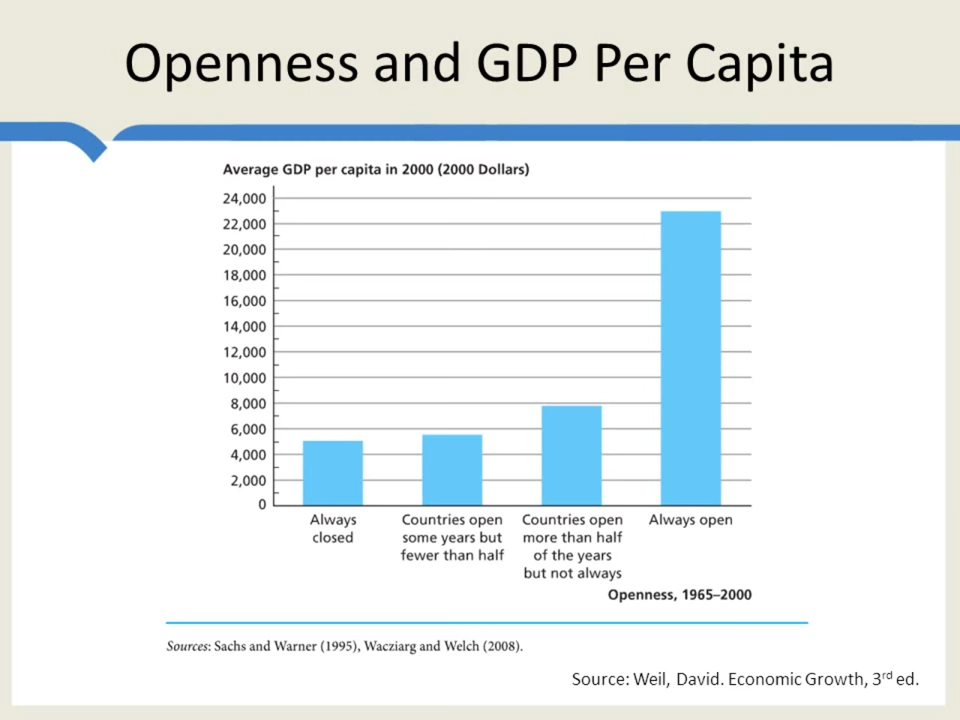 Openness and GDP Per Capita
Average GDP per capita in 2000 (2000 Dollars)
24,000
22,000
20,000
18,000
16,000
14,000
12,000
10,000
8,000
6,000
4,000
2,000
0
Always
closed
Countries open
some years but
fewer than half
Countries open
more than half
of the years
but not always
Always open
Openness, 1965–2000
Sources: Sachs and Warner (1995), Wacziarg and Welch (2008).
Source: Weil, David. Economic Growth, 3rd ed.